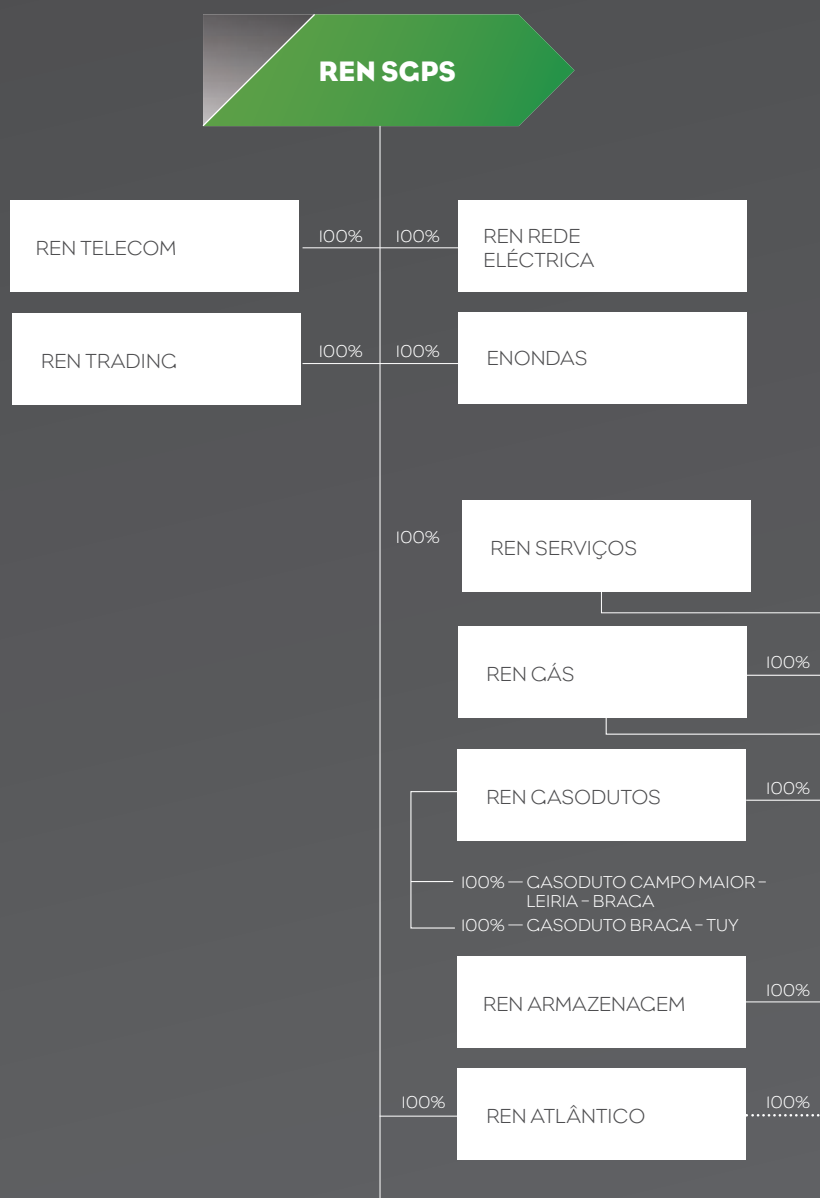 REN SGPS
REN TELECOM
100%
100%
REN REDE
ELÉCTRICA
REN TRADING
100%
100%
ENONDAS
100%
REN SERVIÇOS
REN GÁS
100%
REN GASODUTOS
100%
100% — GASODUTO CAMPO MAIOR –
LEIRIA – BRAGA
100% — GASODUTO BRAGA – TUY
REN ARMAZENAGEM
100%
100%
REN ATLÂNTICO
100%